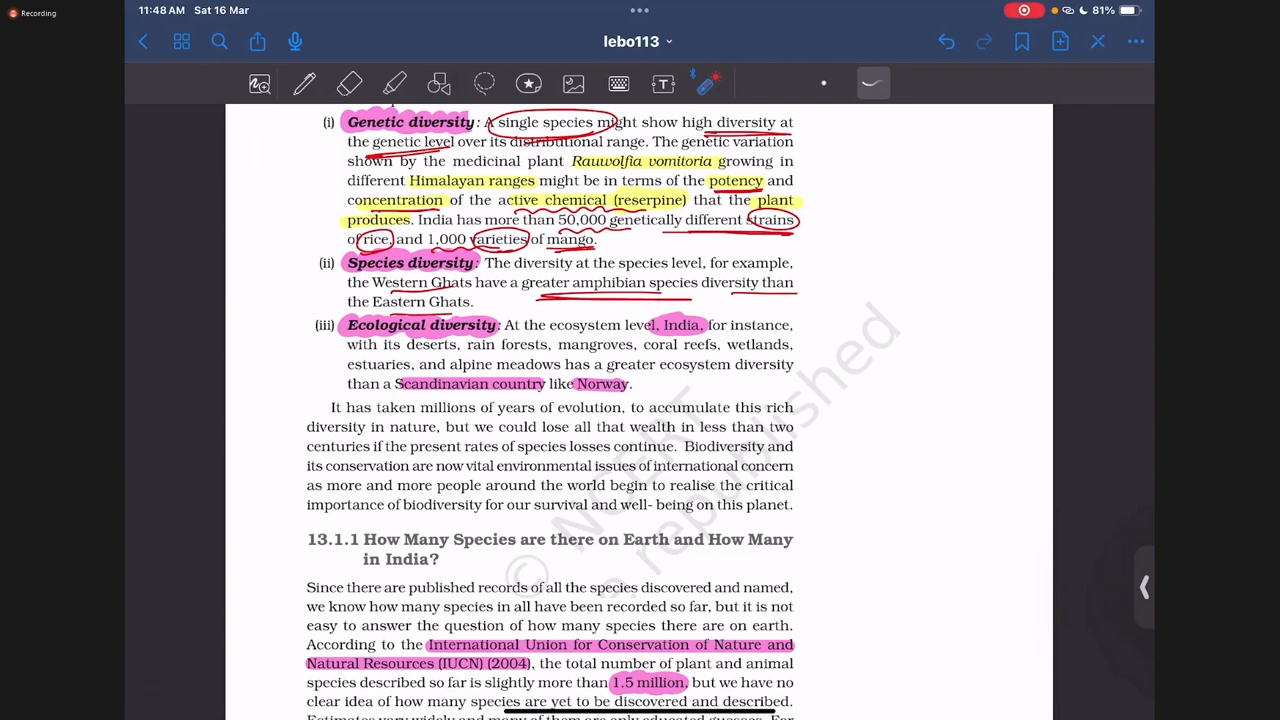 Recording
11:48 AM Sat 16 Mar
81%
lebo113
(i) Genetic diversity: A single species might show high diversity at
the genetic level over its distributional range. The genetic variation
shown by the medicinal plant Rauwolfia vomitoria growing in
different Himalayan ranges might be in terms of the potency and
concentration of the active chemical (reserpine) that the plant
produces. India has more than 50,000 genetically different strains
of rice, and 1,000 varieties of mango.
(ii) Species diversity: The diversity at the species level, for example,
the Western Ghats have a greater amphibian species diversity than
the Eastern Ghats.
(iii) Ecological diversity: At the ecosystem level, India, for instance,
with its deserts, rain forests, mangroves, coral reefs, wetlands,
estuaries, and alpine meadows has a greater ecosystem diversity
than a Scandinavian country like Norway.
It has taken millions of years of evolution, to accumulate this rich
diversity in nature, but we could lose all that wealth in less than two
centuries if the present rates of species losses continue. Biodiversity and
its conservation are now vital environmental issues of international concern
as more and more people around the world begin to realise the critical
importance of biodiversity for our survival and well- being on this planet.
13.1.1 How Many Species are there on Earth and How Many
in India?
Since there are published records of all the species discovered and named,
we know how many species in all have been recorded so far, but it is not
easy to answer the question of how many species there are on earth.
According to the International Union for Conservation of Nature and
Natural Resources (IUCN) (2004), the total number of plant and animal
species described so far is slightly more than 1.5 million, but we have no
clear idea of how many species are yet to be discovered and described.
Estimates vary widely and many of them are only educated guesses. For
© NCERT
republished